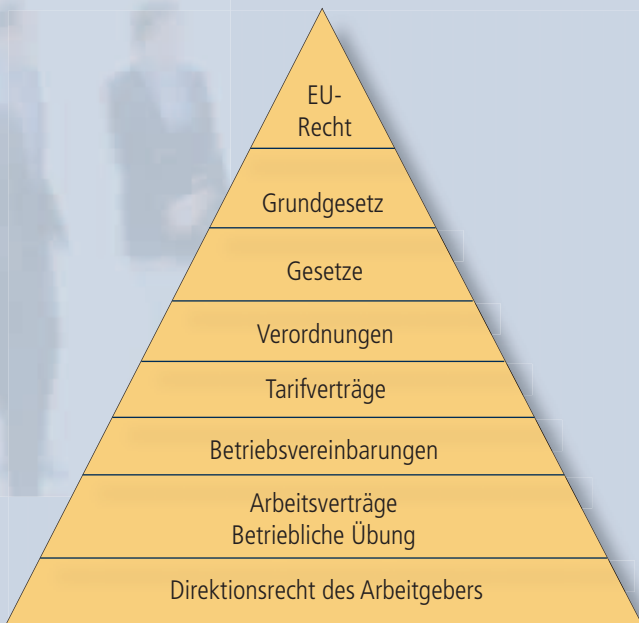 EU-
Recht
Grundgesetz
Gesetze
Verordnungen
Tarifverträge
Betriebsvereinbarungen
Arbeitsverträge
Betriebliche Übung
Direktionsrecht des Arbeitgebers